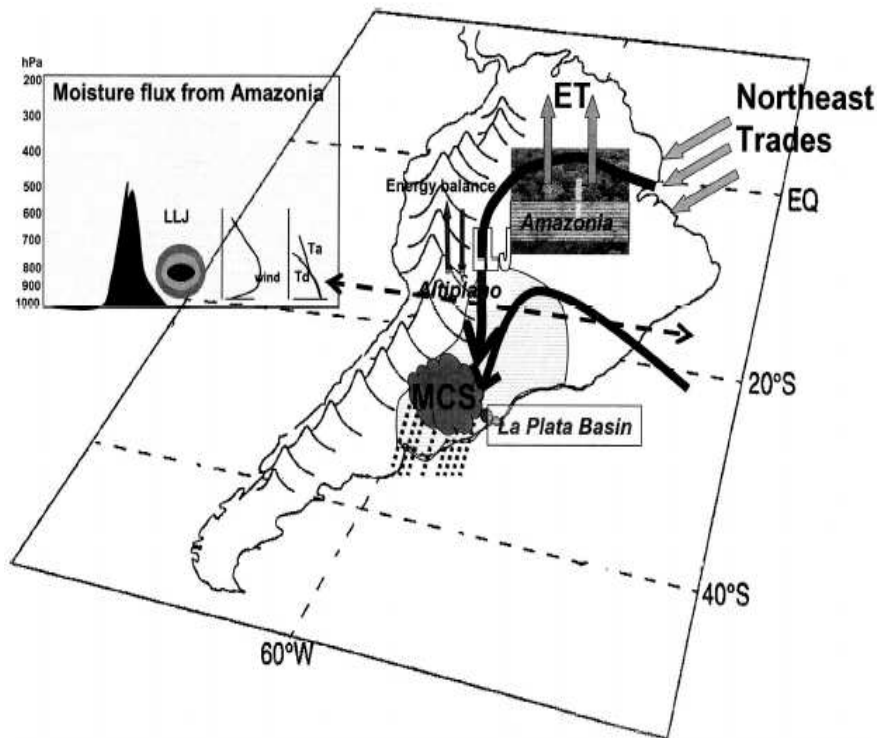 hPa
200
300
400
500
600
700
800
900
1000
Moisture flux from Amazonia
LLJ
wind
Ta
Td
ET
Northeast
Trades
EQ
Energy balance
Amazonia
LLJ
Altiplano
20°S
MCS
La Plata Basin
40°S
60°W